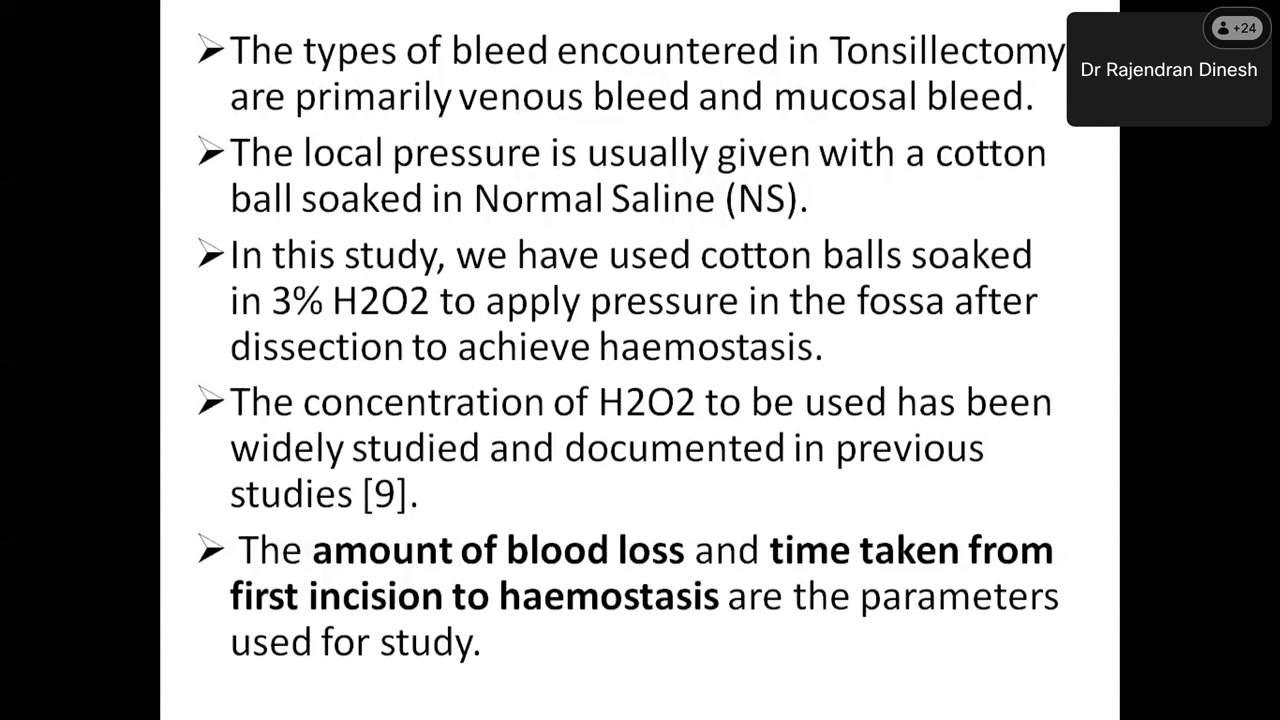 ➢The types of bleed encountered in Tonsillectomy
are primarily venous bleed and mucosal bleed.
➢The local pressure is usually given with a cotton
ball soaked in Normal Saline (NS).
➢In this study, we have used cotton balls soaked
in 3% H2O2 to apply pressure in the fossa after
dissection to achieve haemostasis.
➢The concentration of H2O2 to be used has been
widely studied and documented in previous
studies [9].
➢ The amount of blood loss and time taken from
first incision to haemostasis are the parameters
used for study.
+24
Dr Rajendran Dinesh